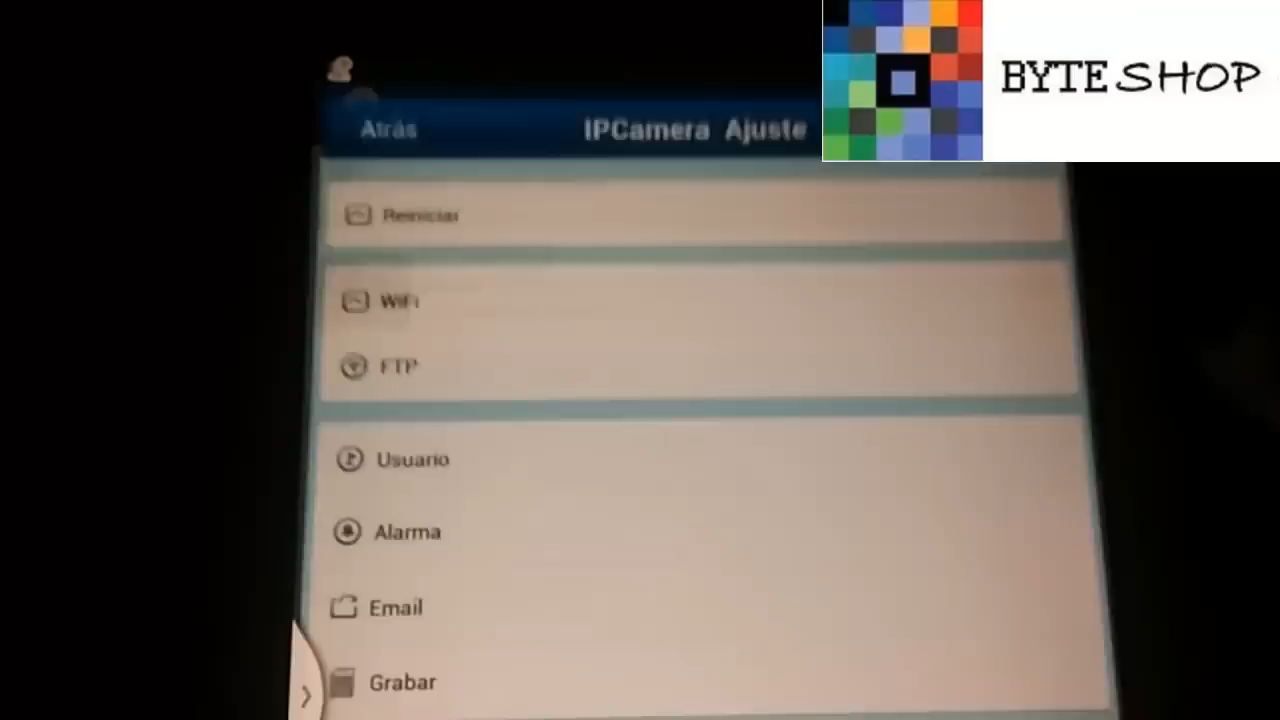 BYTE SHOP
Atrás
IPCamera Ajuste
Reiniciar
WiFi
FTP
Usuario
Alarma
Email
Grabar